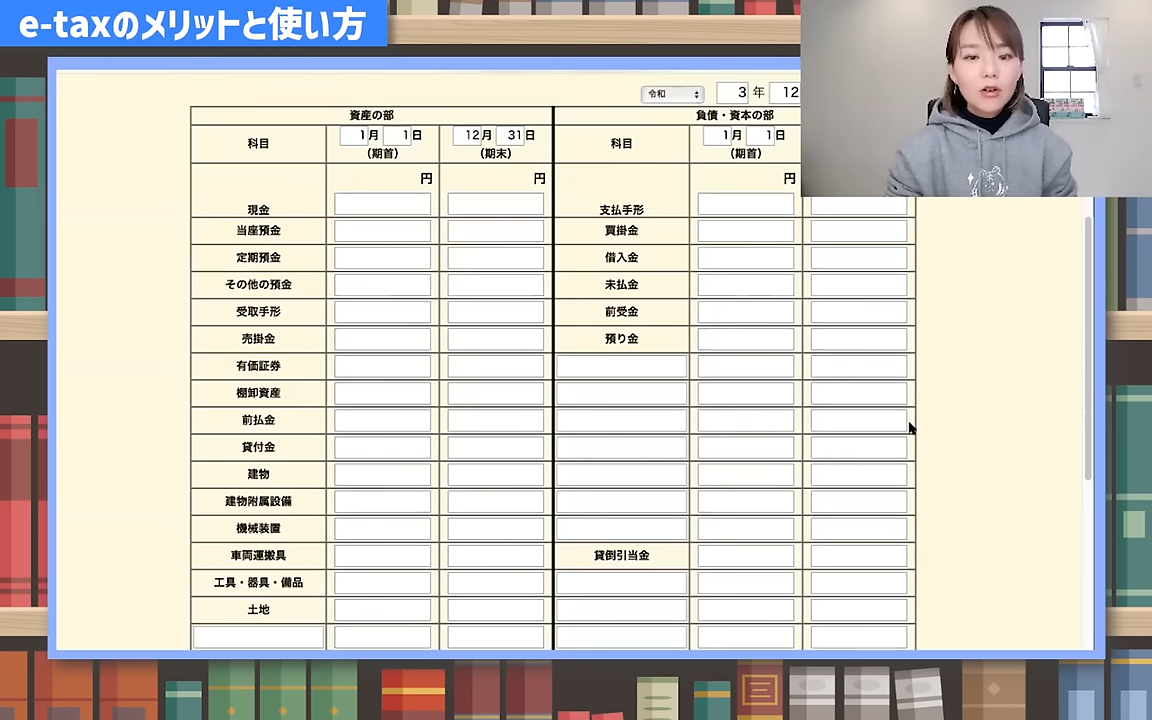 e-taxのメリットと使い方
令和 3 年 12
資産の部 負債・資本の部
科目 1月 1日 (期首) 12月 31日 (期末) 科目 1月 1日 (期首)
円 円 円
現金 支払手形
当座預金 買掛金
定期預金 借入金
その他の預金 未払金
受取手形 前受金
売掛金 預り金
有価証券
棚卸資産
前払金
貸付金
建物
建物附属設備
機械装置
車両運搬具 貸倒引当金
工具・器具・備品
土地